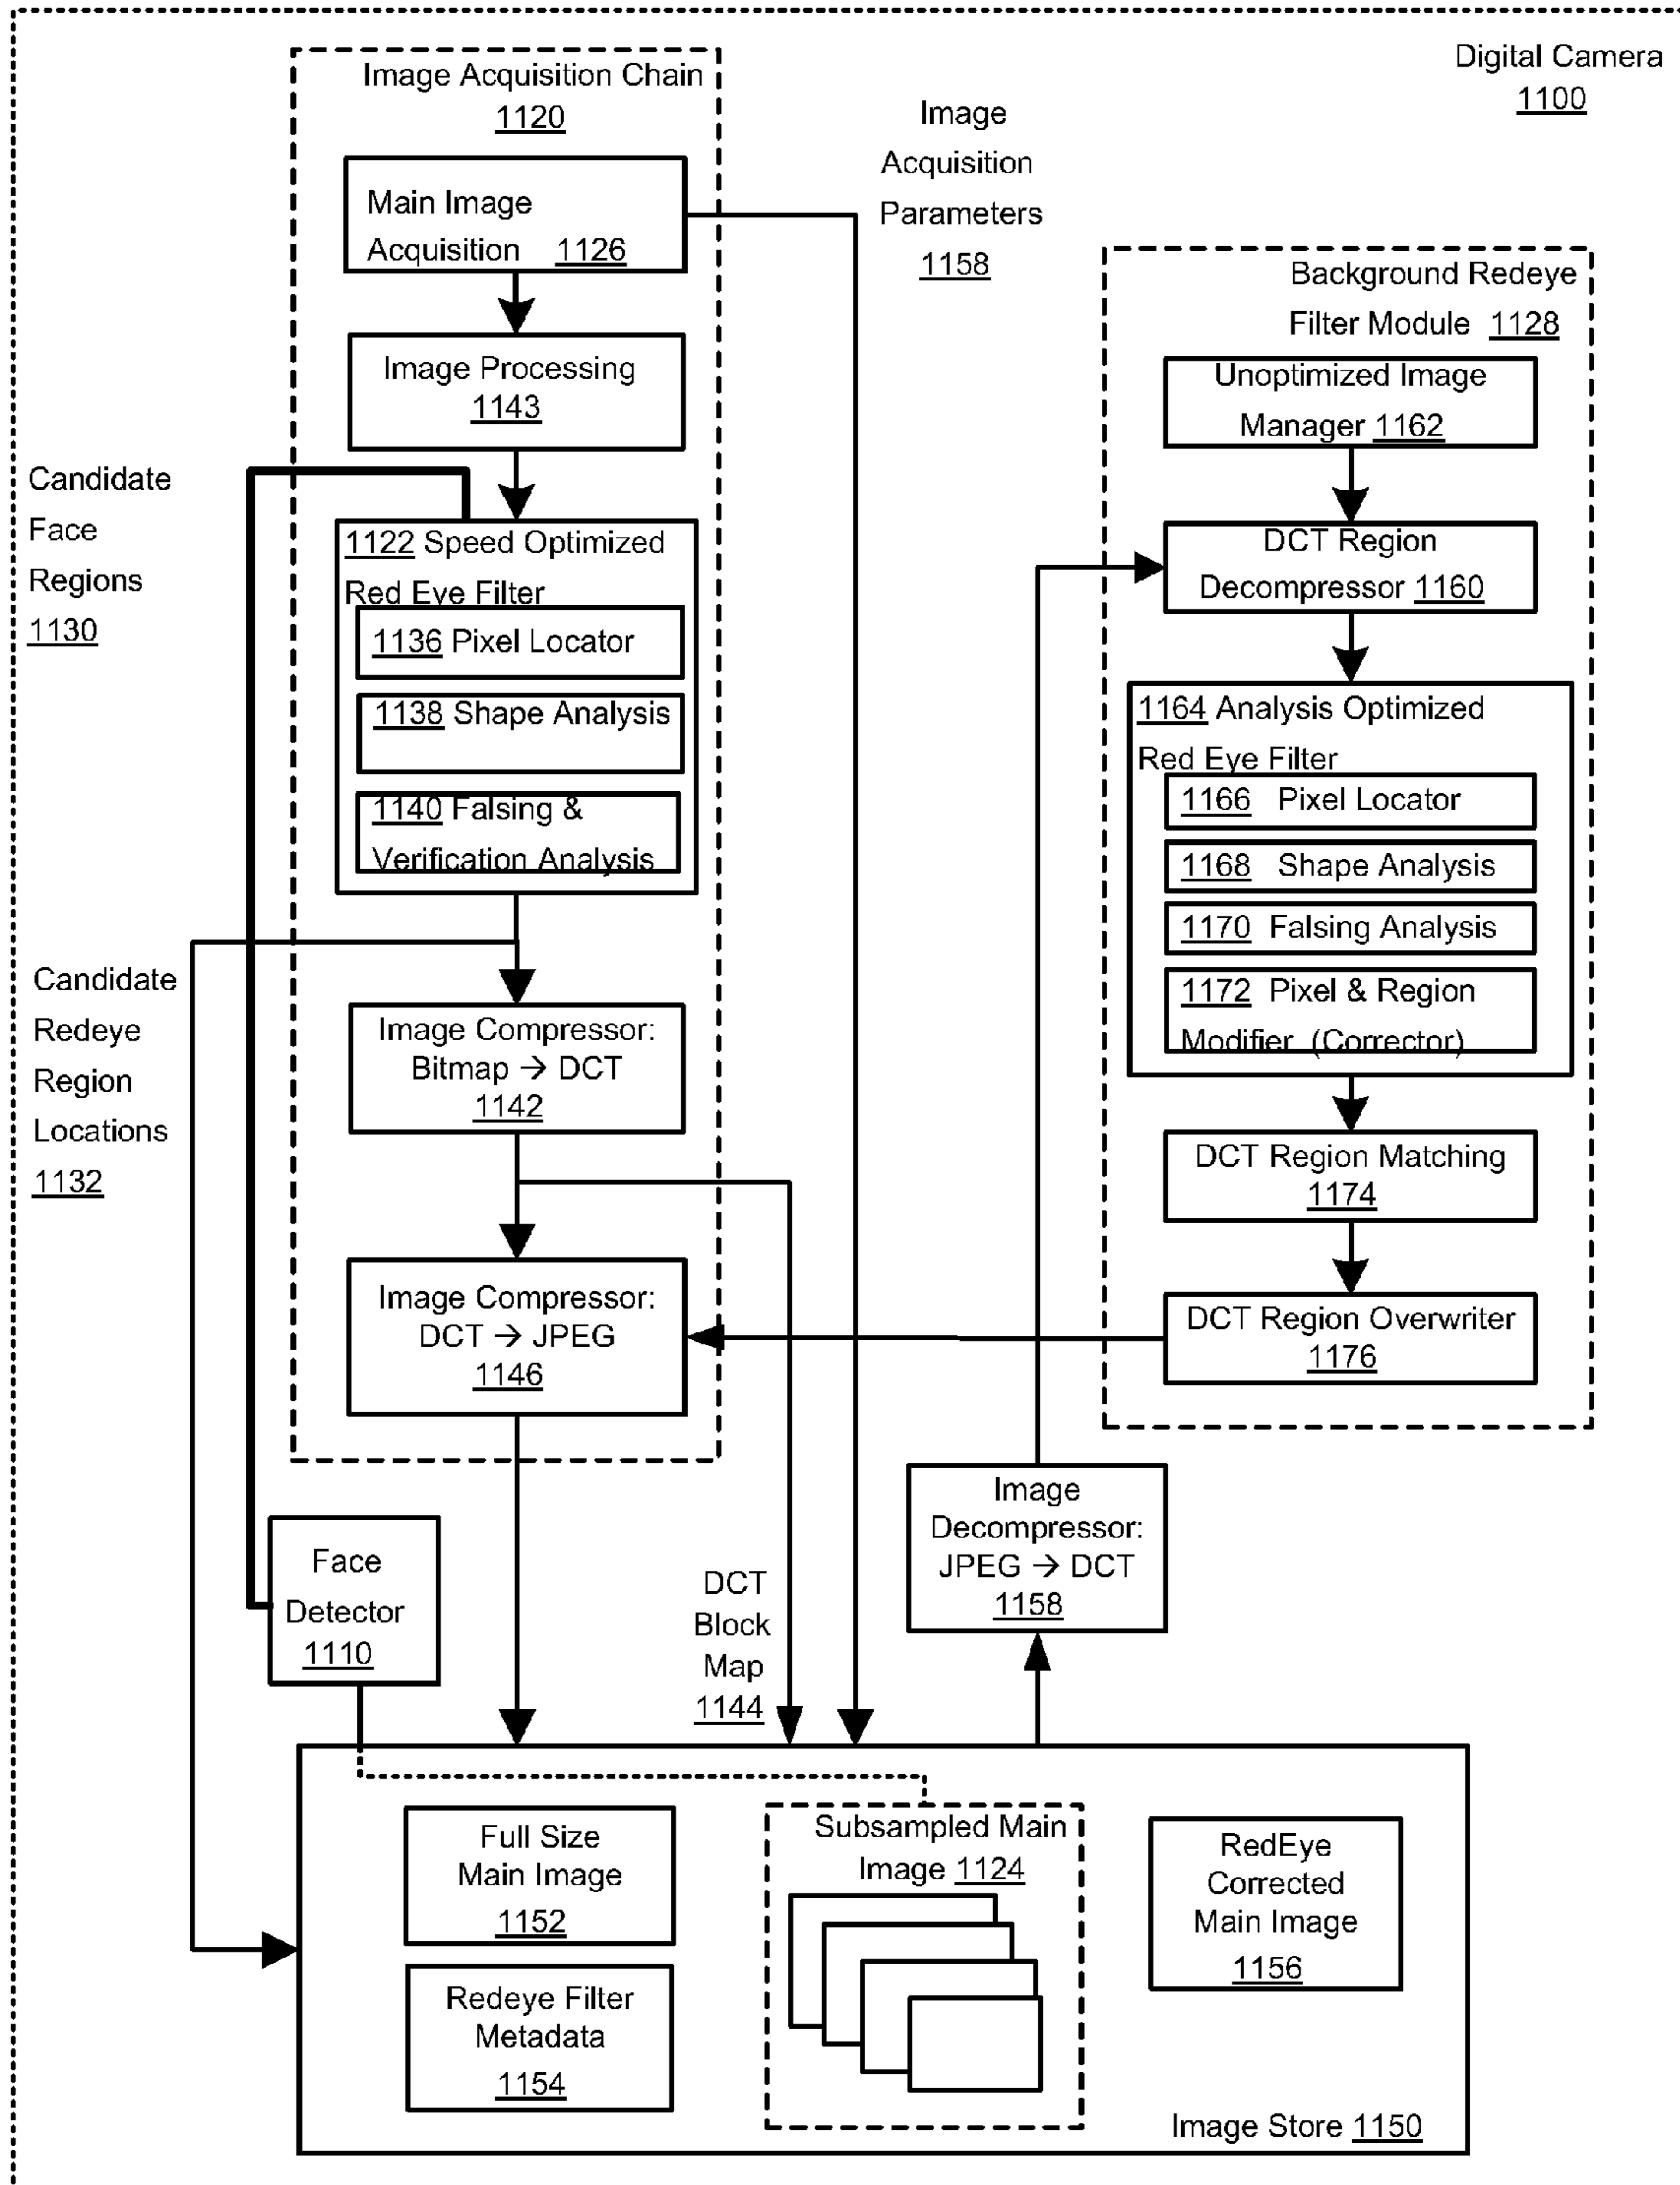 Digital Camera
1100
Image Acquisition Chain
1120
Main Image
Acquisition 1126
Image
Acquisition
Parameters
1158
Image Processing
1143
Candidate
Face
Regions
1130
1122 Speed Optimized
Red Eye Filter
1136 Pixel Locator
1138 Shape Analysis
1140 Falsing &
Verification Analysis
Candidate
Redeye
Region
Locations
1132
Image Compressor:
Bitmap → DCT
1142
Image Compressor:
DCT → JPEG
1146
Background Redeye
Filter Module 1128
Unoptimized Image
Manager 1162
DCT Region
Decompressor 1160
1164 Analysis Optimized
Red Eye Filter
1166 Pixel Locator
1168 Shape Analysis
1170 Falsing Analysis
1172 Pixel & Region
Modifier (Corrector)
DCT Region Matching
1174
DCT Region Overwriter
1176
Face
Detector
1110
DCT
Block
Map
1144
Image
Decompressor:
JPEG → DCT
1158
Full Size
Main Image
1152
Redeye Filter
Metadata
1154
Subsampled Main
Image 1124
RedEye
Corrected
Main Image
1156
Image Store 1150